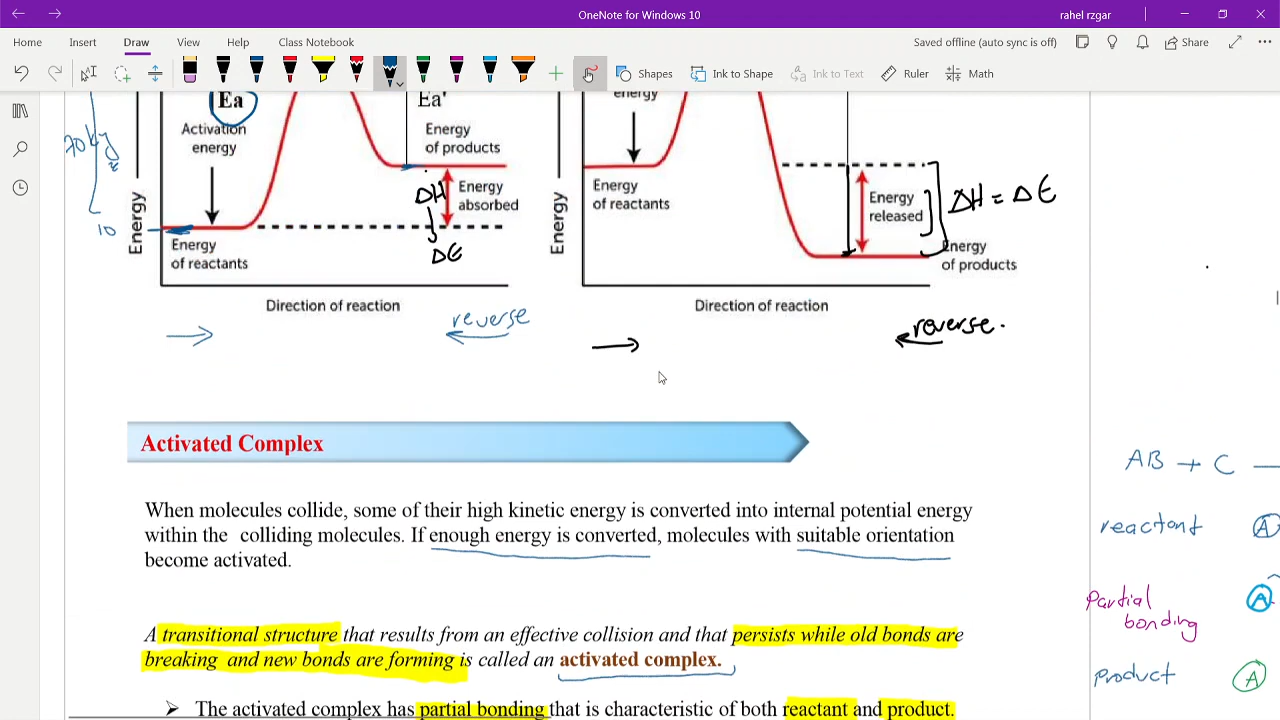 OneNote for Windows 10
rahel rzgar
Home Insert Draw View Help Class Notebook
Saved offline (auto sync is off) Share
Shapes Ink to Shape Ink to Text Ruler Math
Ea
Activation
energy
Ea'
Energy
of products
ΔH
Energy
absorbed
ΔE
10
Energy
Energy
of reactants
Direction of reaction
reverse
energy
Energy
of reactants
Energy
Energy
released
ΔH = ΔE
Energy
of products
Direction of reaction
reverse.
Activated Complex
When molecules collide, some of their high kinetic energy is converted into internal potential energy
within the colliding molecules. If enough energy is converted, molecules with suitable orientation
become activated.
A transitional structure that results from an effective collision and that persists while old bonds are
breaking and new bonds are forming is called an activated complex.
➢ The activated complex has partial bonding that is characteristic of both reactant and product.
AB + C —
reactant A
partial A
bonding
product A